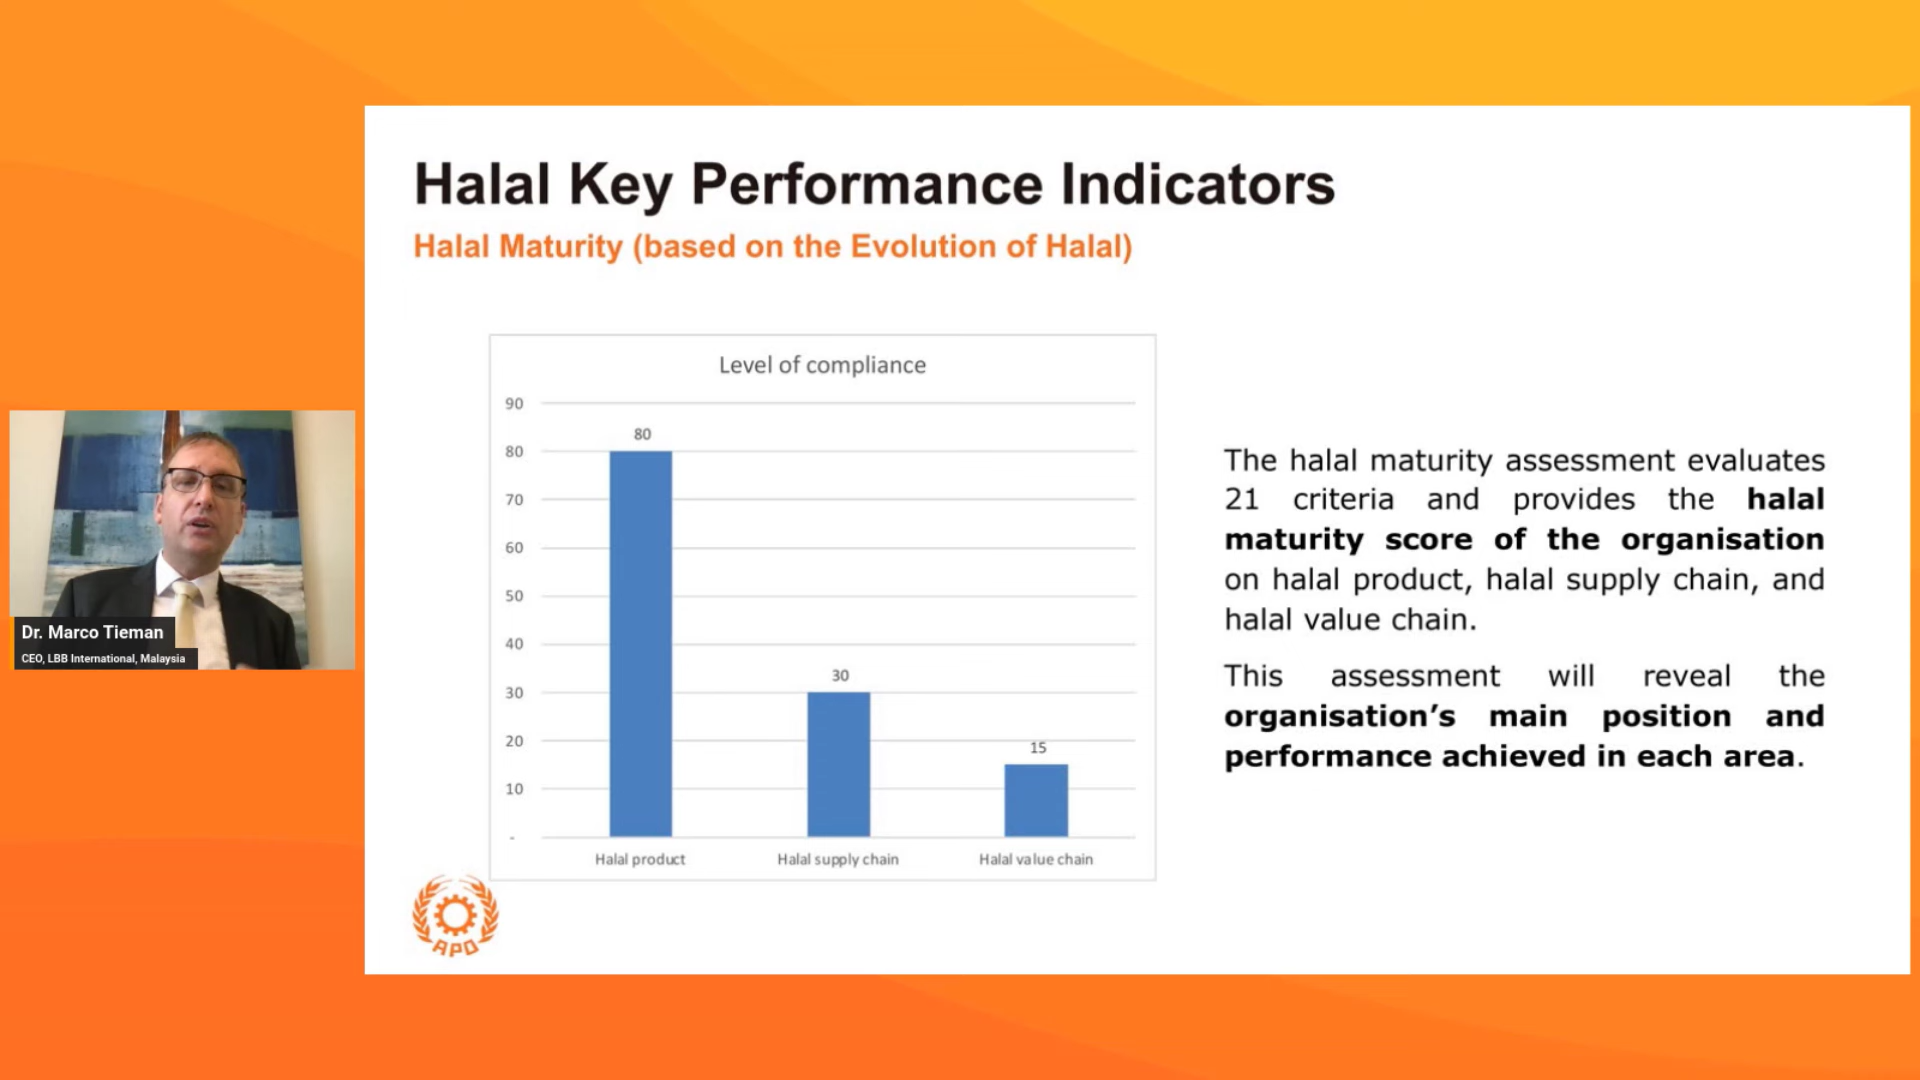 Halal Key Performance Indicators
Halal Maturity (based on the Evolution of Halal)
Level of compliance
90
80
70
60
50
40
30
20
10
-
80
30
15
Halal product
Halal supply chain
Halal value chain
The halal maturity assessment evaluates
21 criteria and provides the halal
maturity score of the organisation
on halal product, halal supply chain, and
halal value chain.
This assessment will reveal the
organisation’s main position and
performance achieved in each area.
Dr. Marco Tieman
CEO, LBB International, Malaysia
APO